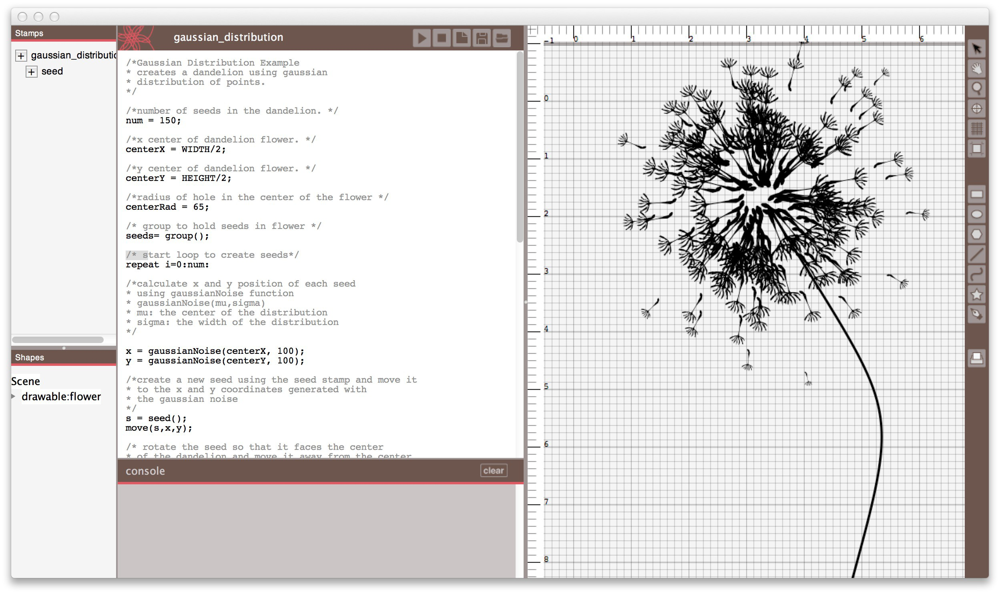 Stamps
gaussian_distributic
seed
Shapes
Scene
drawable:flower
gaussian_distribution
/*Gaussian Distribution Example
* creates a dandelion using gaussian
* distribution of points.
*/
/*number of seeds in the dandelion. */
num = 150;
/*x center of dandelion flower. */
centerX = WIDTH/2;
/*y center of dandelion flower. */
centerY = HEIGHT/2;
/*radius of hole in the center of the flower */
centerRad = 65;
/* group to hold seeds in flower */
seeds= group();
/* start loop to create seeds*/
repeat i=0:num:
/*calculate x and y position of each seed
* using gaussianNoise function
* gaussianNoise(mu,sigma)
* mu: the center of the distribution
* sigma: the width of the distribution
*/
x = gaussianNoise(centerX, 100);
y = gaussianNoise(centerY, 100);
/*create a new seed using the seed stamp and move it
* to the x and y coordinates generated with
* the gaussian noise
*/
s = seed();
move(s,x,y);
/* rotate the seed so that it faces the center
* of the dandelion and move it away from the center
console
clear
-1 0 1 2 3 4 5 6
0
1
2
3
4
5
6
7
8